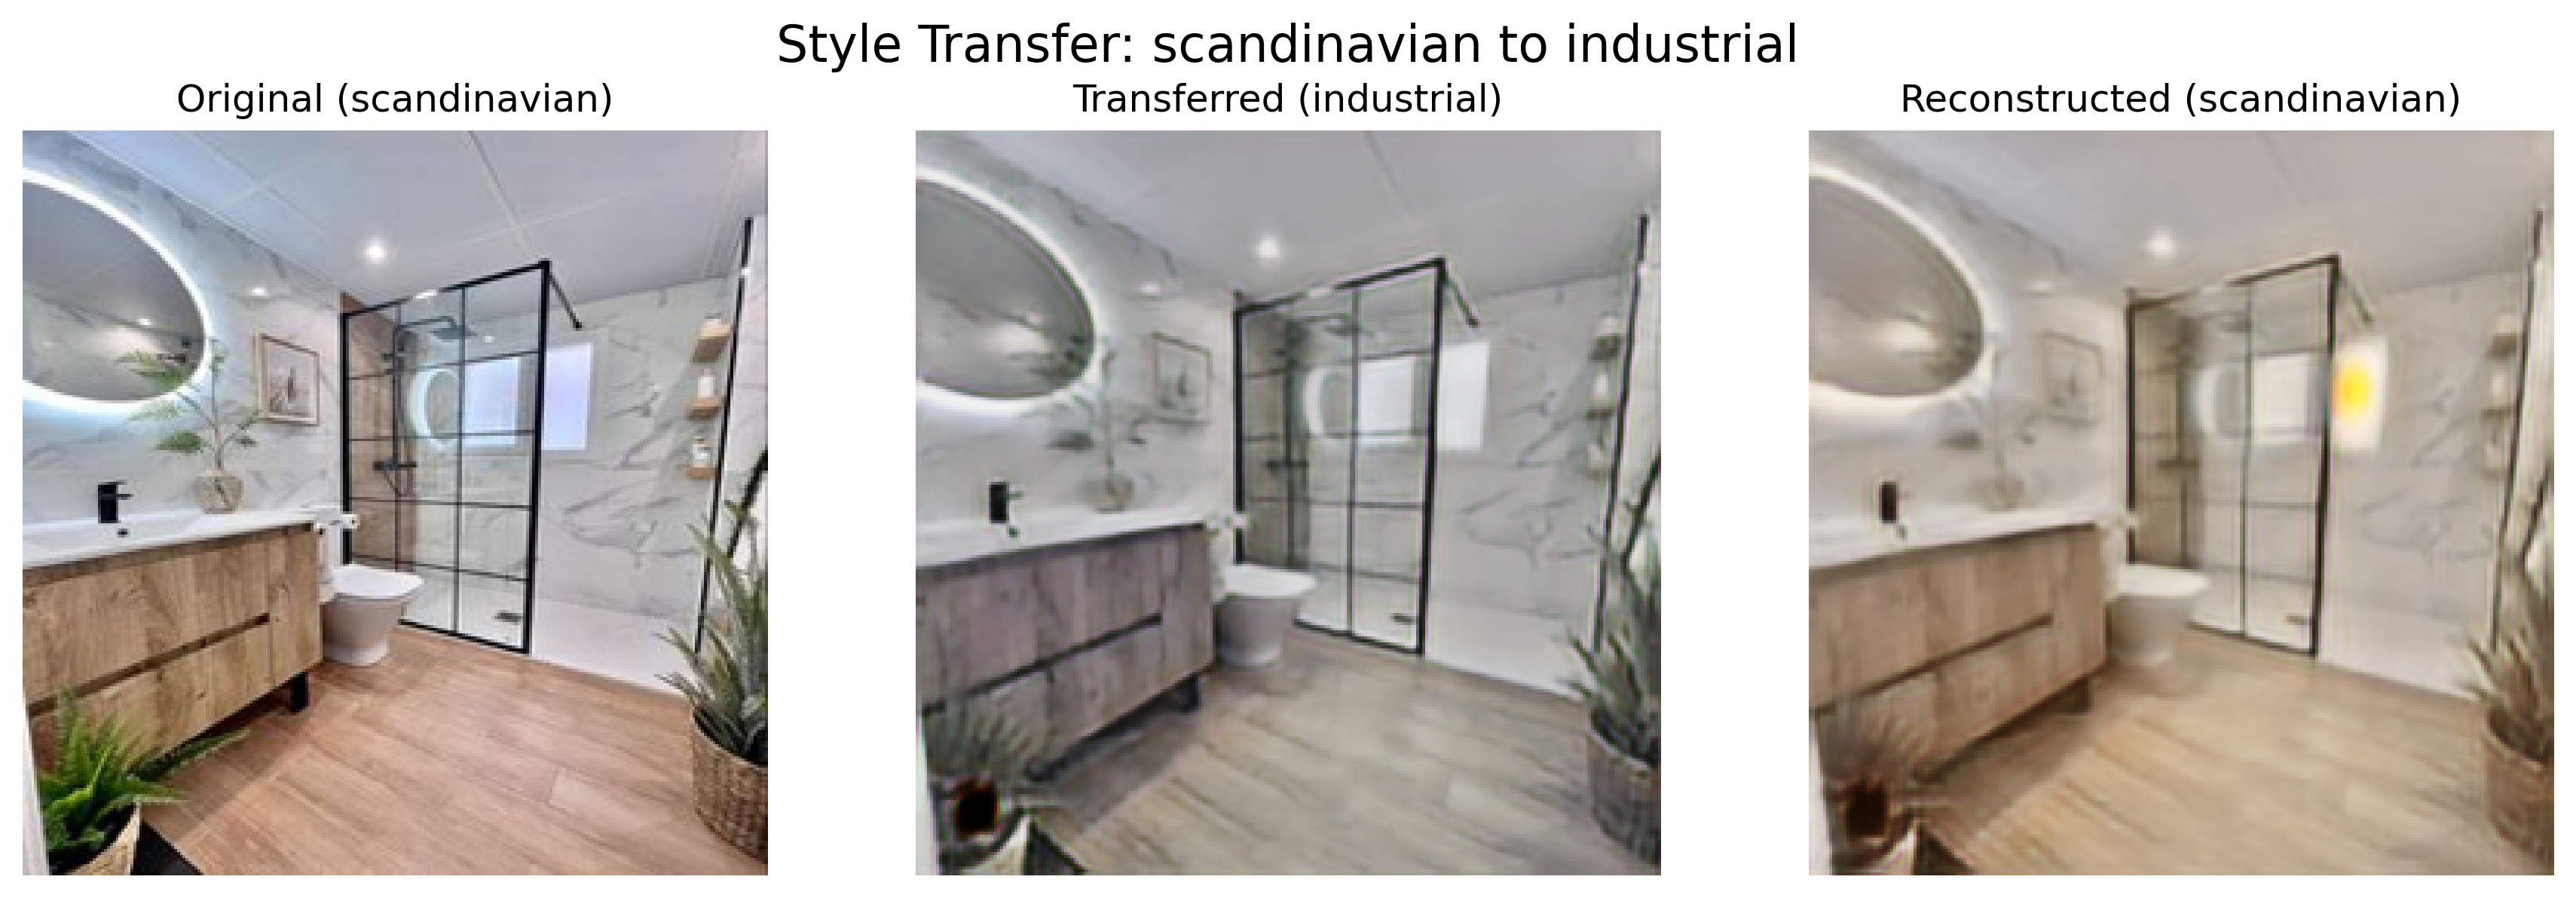 Style Transfer: scandinavian to industrial
Original (scandinavian)
Transferred (industrial)
Reconstructed (scandinavian)